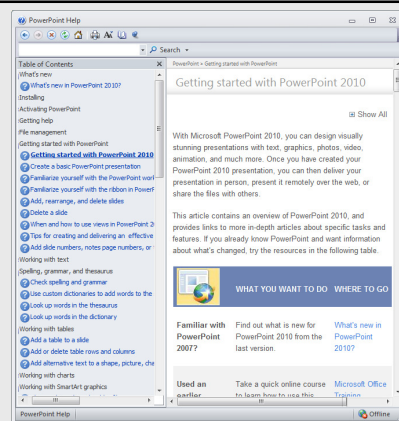 PowerPoint Help
Search
Table of Contents
What's new
What's new in PowerPoint 2010?
Installing
Activating PowerPoint
Getting help
File management
Getting started with PowerPoint 2010
Getting started with PowerPoint 2010
Create a basic PowerPoint presentation
Familiarize yourself with the PowerPoint
Familiarize yourself with the ribbon in
Add, rearrange, and delete slides
Delete a slide
When and how to use views in PowerPoint
Tips for creating and delivering an effective
Add slide numbers, notes page numbers, or
Working with text
Spelling, grammar, and thesaurus
Check spelling and grammar
Use custom dictionaries to add words to the
Look up words in the thesaurus
Look up words in the dictionary
Working with tables
Add a table to a slide
Add or delete table rows and columns
Add alternative text to a shape, picture,
Working with charts
Working with SmartArt graphics
PowerPoint > Getting started with PowerPoint
Getting started with PowerPoint 2010
Show All
With Microsoft PowerPoint 2010, you can design visually
stunning presentations with text, graphics, photos, video,
animation, and much more. Once you have created your
PowerPoint 2010 presentation, you can then deliver your
presentation in person, present it remotely over the web, or
share the files with others.
This article contains an overview of PowerPoint 2010, and
provides links to more in-depth articles about specific tasks and
features. If you already know PowerPoint and want information
about what's changed, try the resources in the following table.
WHAT YOU WANT TO DO WHERE TO GO
Familiar with PowerPoint 2007?
Find out what is new for PowerPoint 2010 from the last version.
What's new in PowerPoint 2010?
Used an earlier
Take a quick online course to learn how to use this
Microsoft Office Training
PowerPoint Help
Offline